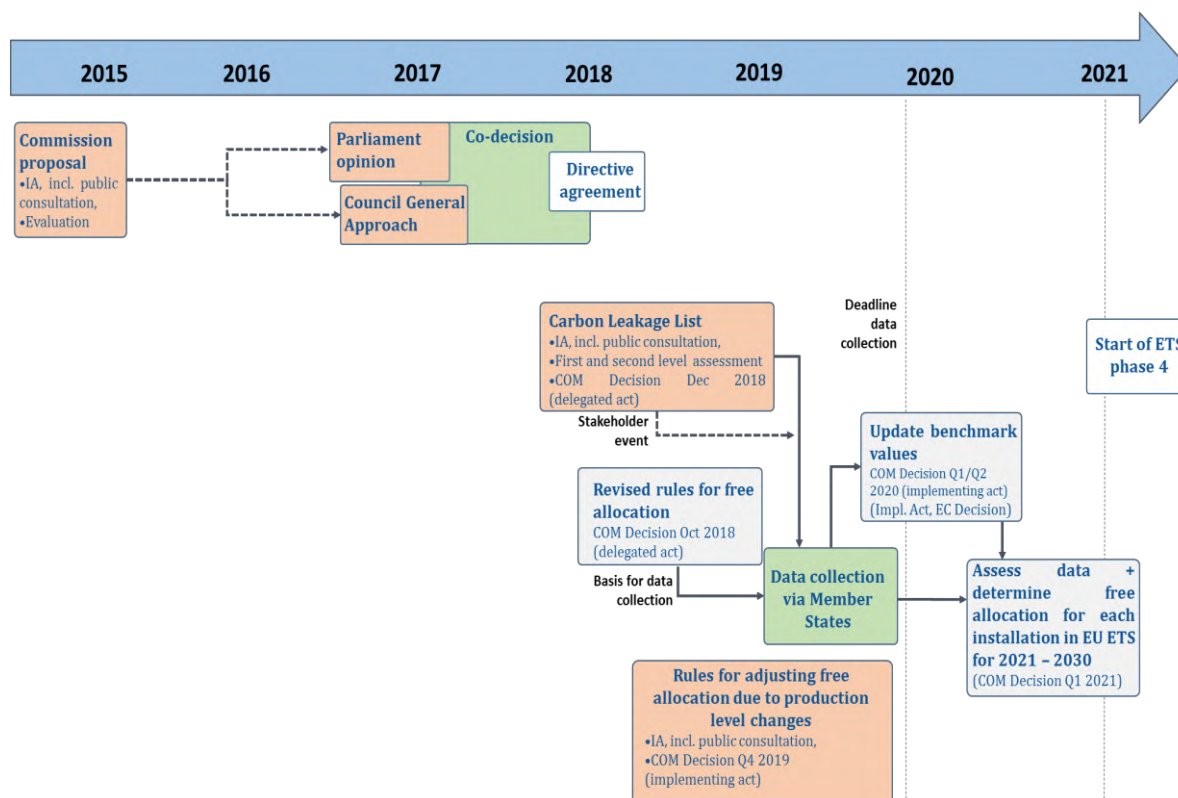 2015 2016 2017 2018 2019 2020 2021
Commission
proposal
•IA, incl. public
consultation,
•Evaluation
Parliament
opinion
Co-decision
Council General
Approach
Directive
agreement
Carbon Leakage List
•IA, incl. public consultation,
•First and second level assessment
•COM Decision Dec 2018
(delegated act)
Stakeholder
event
Deadline
data
collection
Start of ETS
phase 4
Revised rules for free
allocation
COM Decision Oct 2018
(delegated act)
Basis for data
collection
Data collection
via Member
States
Update benchmark
values
COM Decision Q1/Q2
2020 (implementing act)
(Impl. Act, EC Decision)
Assess data +
determine free
allocation for each
installation in EU ETS
for 2021 – 2030
(COM Decision Q1 2021)
Rules for adjusting free
allocation due to production
level changes
•IA, incl. public consultation,
•COM Decision Q4 2019
(implementing act)